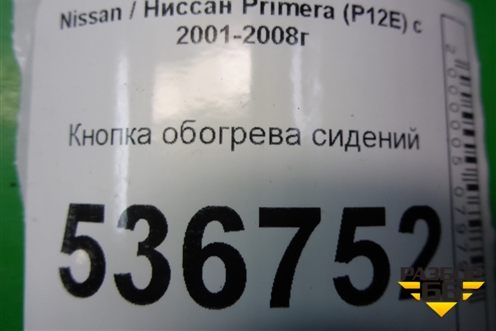 Nissan / Ниссан Primera (P12E) с
2001-2008г
Кнопка обогрева сидений
536752